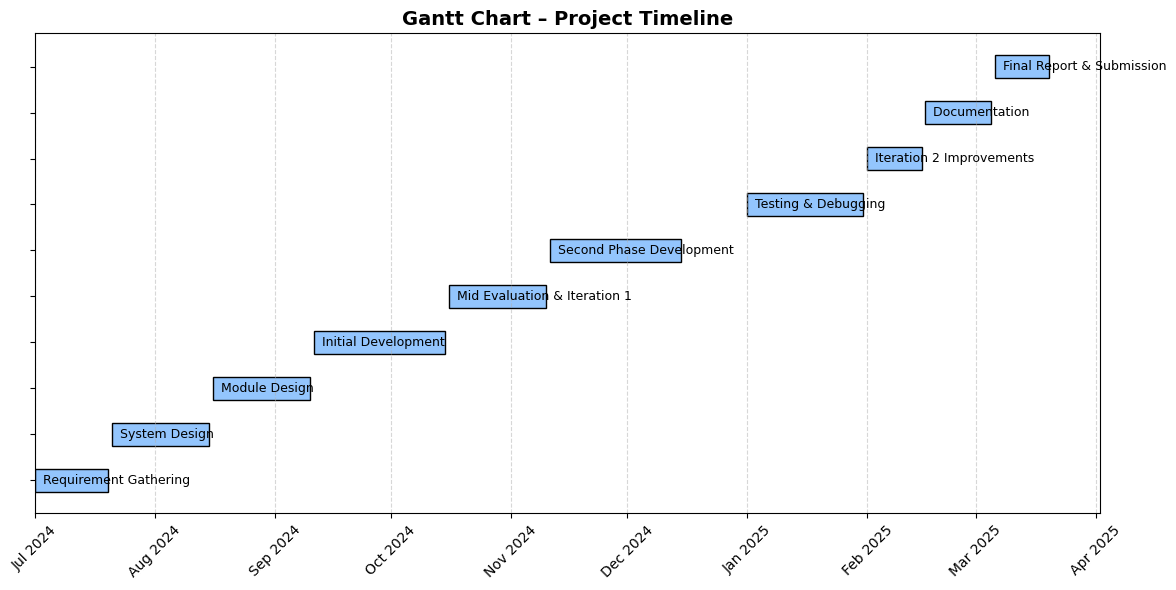 Gantt Chart – Project Timeline
Final Report & Submission
Documentation
Iteration 2 Improvements
Testing & Debugging
Second Phase Development
Mid Evaluation & Iteration 1
Initial Development
Module Design
System Design
Requirement Gathering
Jul 2024
Aug 2024
Sep 2024
Oct 2024
Nov 2024
Dec 2024
Jan 2025
Feb 2025
Mar 2025
Apr 2025